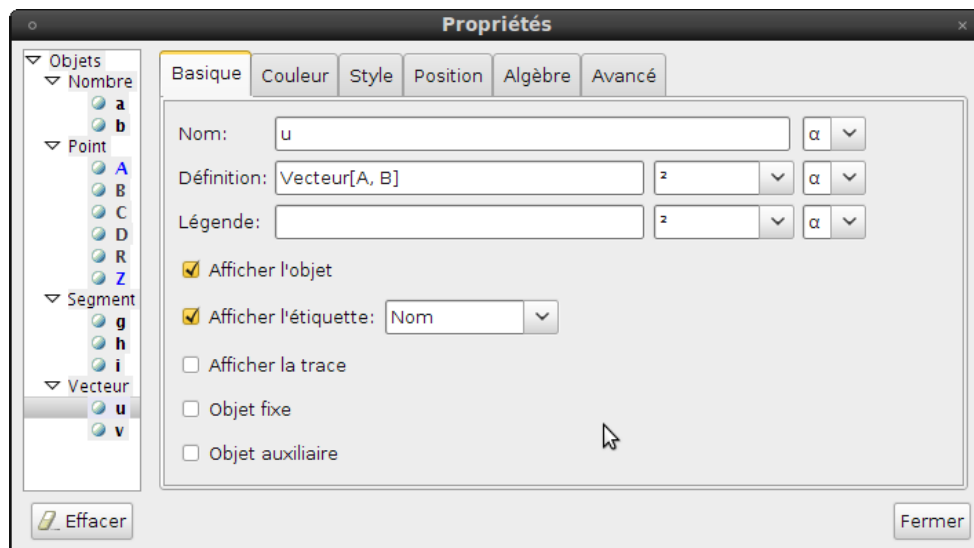 Propriétés
Objets
Nombre
a
b
Point
A
B
C
D
R
Z
Segment
g
h
i
Vecteur
u
v
Effacer
Basique Couleur Style Position Algèbre Avancé
Nom: u α
Définition: Vecteur[A, B] ² α
Légende: ² α
Afficher l'objet
Afficher l'étiquette: Nom
Afficher la trace
Objet fixe
Objet auxiliaire
Fermer